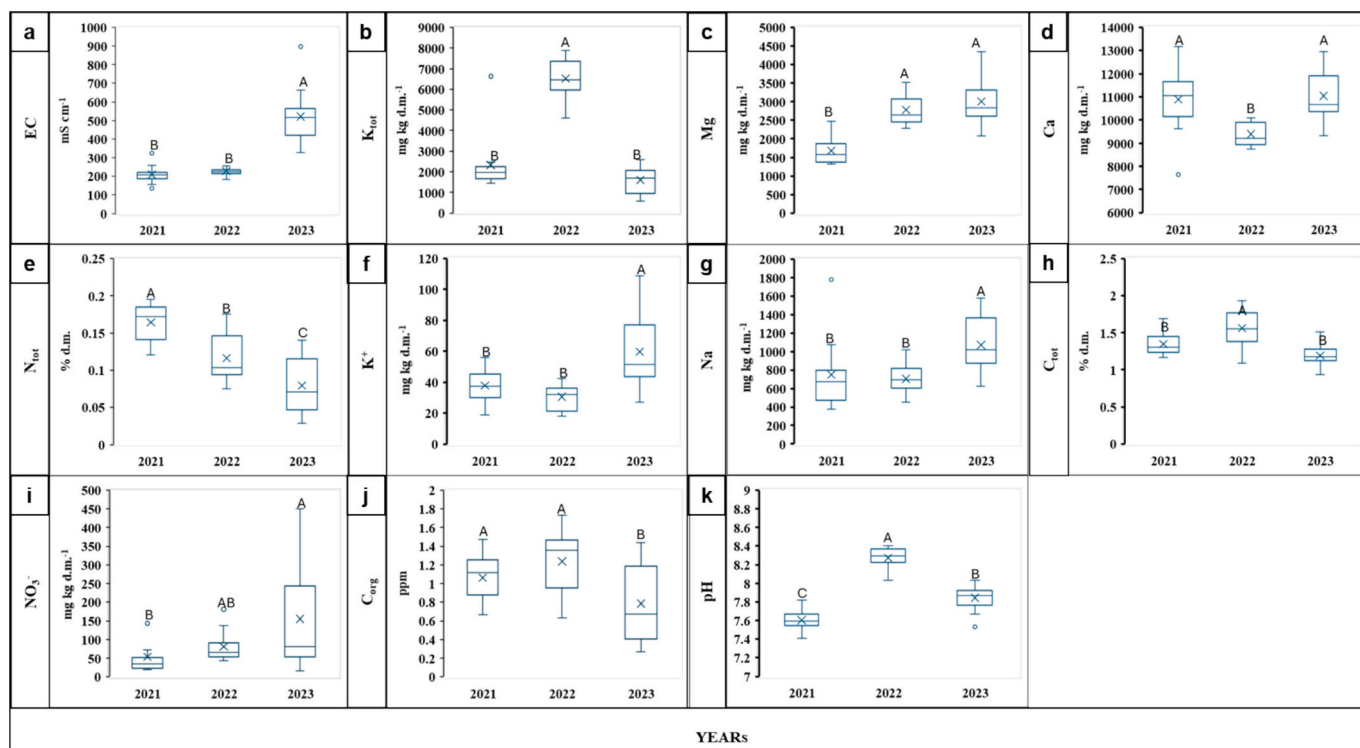 a
EC
mS cm⁻¹
1000
900
800
700
600
500
400
300
200
100
0
B
B
A
2021
2022
2023
b
Kₜₒₜ
mg kg d.m.⁻¹
9000
8000
7000
6000
5000
4000
3000
2000
1000
0
B
A
B
2021
2022
2023
c
Mg
mg kg d.m.⁻¹
5000
4500
4000
3500
3000
2500
2000
1500
1000
500
0
B
A
A
2021
2022
2023
d
Ca
mg kg d.m.⁻¹
14000
13000
12000
11000
10000
9000
8000
7000
6000
A
B
A
2021
2022
2023
e
Nₜₒₜ
% d.m.
0.25
0.2
0.15
0.1
0.05
0
A
B
C
2021
2022
2023
f
K⁺
mg kg d.m.⁻¹
120
100
80
60
40
20
0
B
B
A
2021
2022
2023
g
Na
mg kg d.m.⁻¹
2000
1800
1600
1400
1200
1000
800
600
400
200
0
B
B
A
2021
2022
2023
h
Cₜₒₜ
% d.m.
2.5
2
1.5
1
0.5
0
B
A
B
2021
2022
2023
i
NO₃⁻
mg kg d.m.⁻¹
500
450
400
350
300
250
200
150
100
50
0
B
AB
A
2021
2022
2023
j
C_org
ppm
2
1.8
1.6
1.4
1.2
1
0.8
0.6
0.4
0.2
0
A
A
B
2021
2022
2023
k
pH
9
8.8
8.6
8.4
8.2
8
7.8
7.6
7.4
7.2
7
C
A
B
2021
2022
2023
YEARs